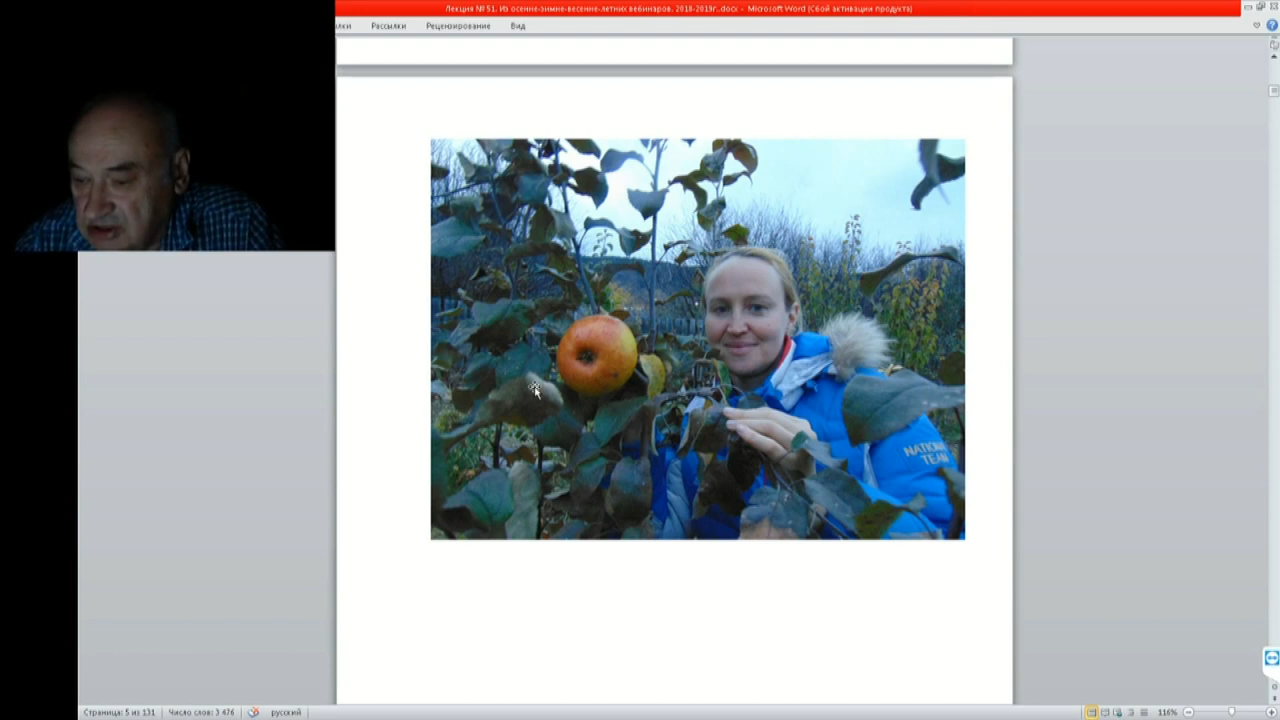 Лекция № 51. Из осенне-зимне-весенне-летних вебинаров. 2018-2019г..docx - Microsoft Word (Сбой активации продукта)
лки Рассылки Рецензирование Вид
NATIONAL
TEAM
Страница: 5 из 131 Число слов: 3 476 русский 116%